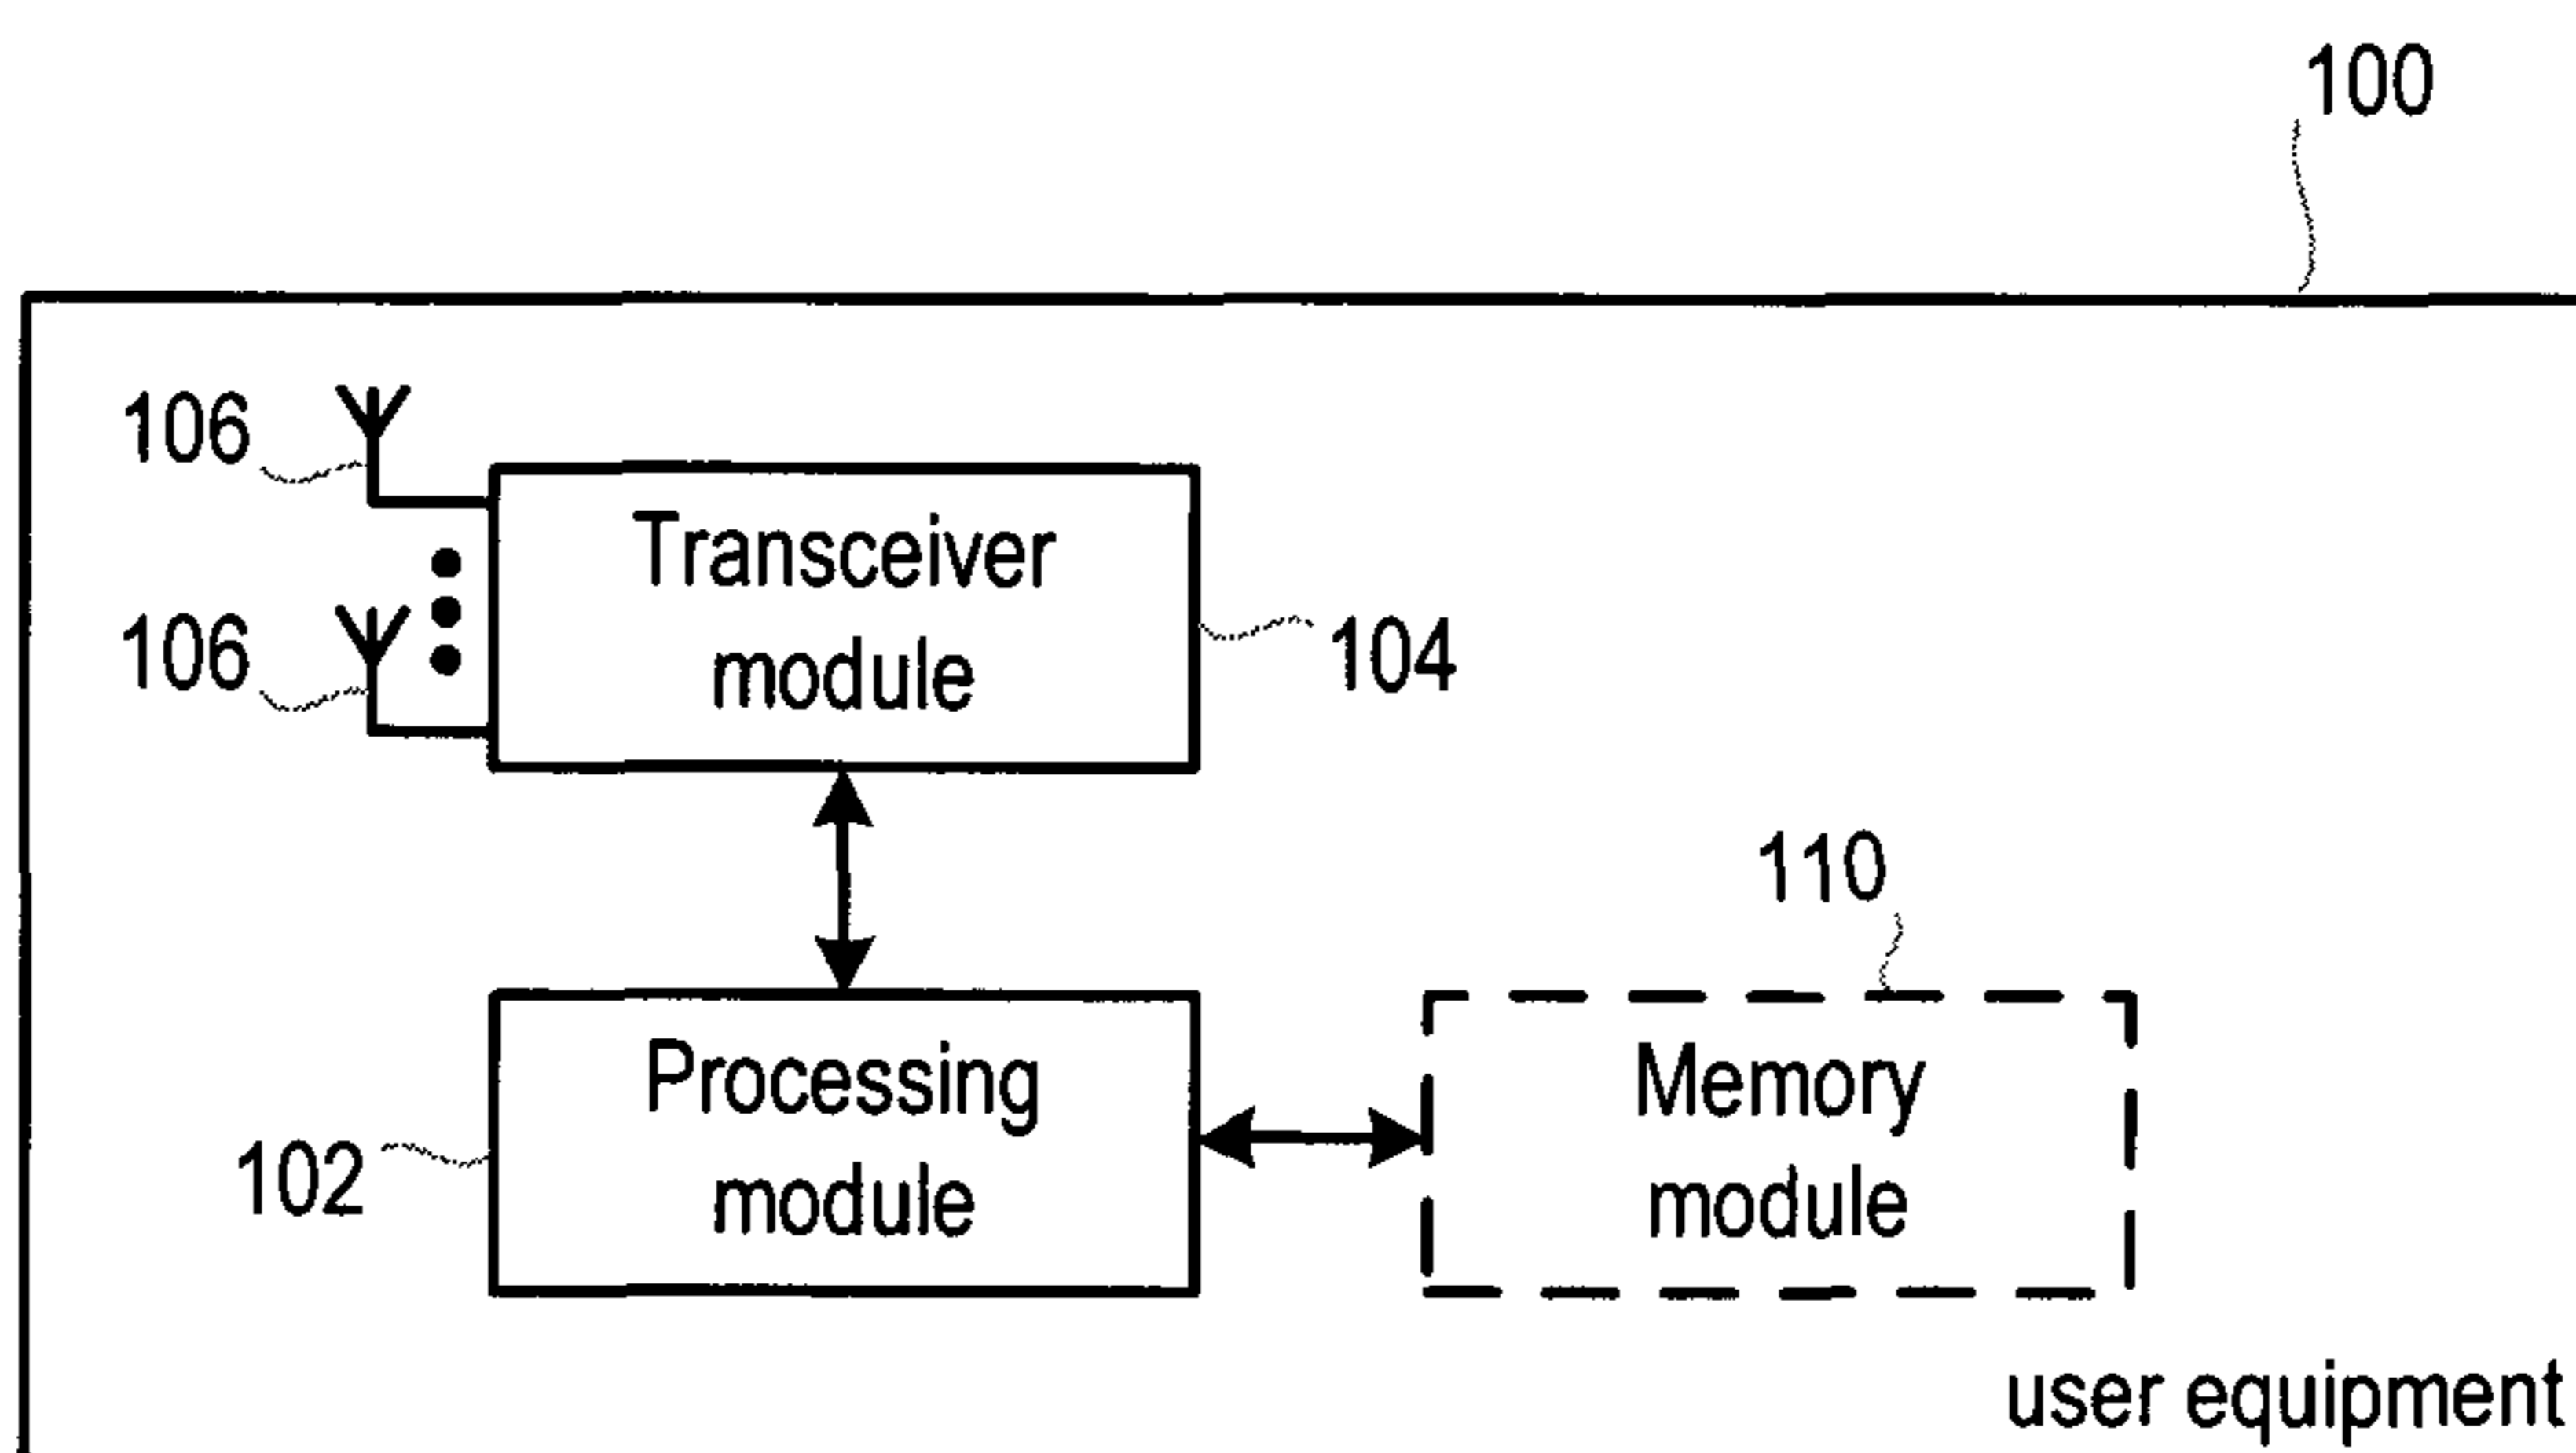 100
106
Transceiver
module
106
104
110
Processing
module
102
Memory
module
user equipment